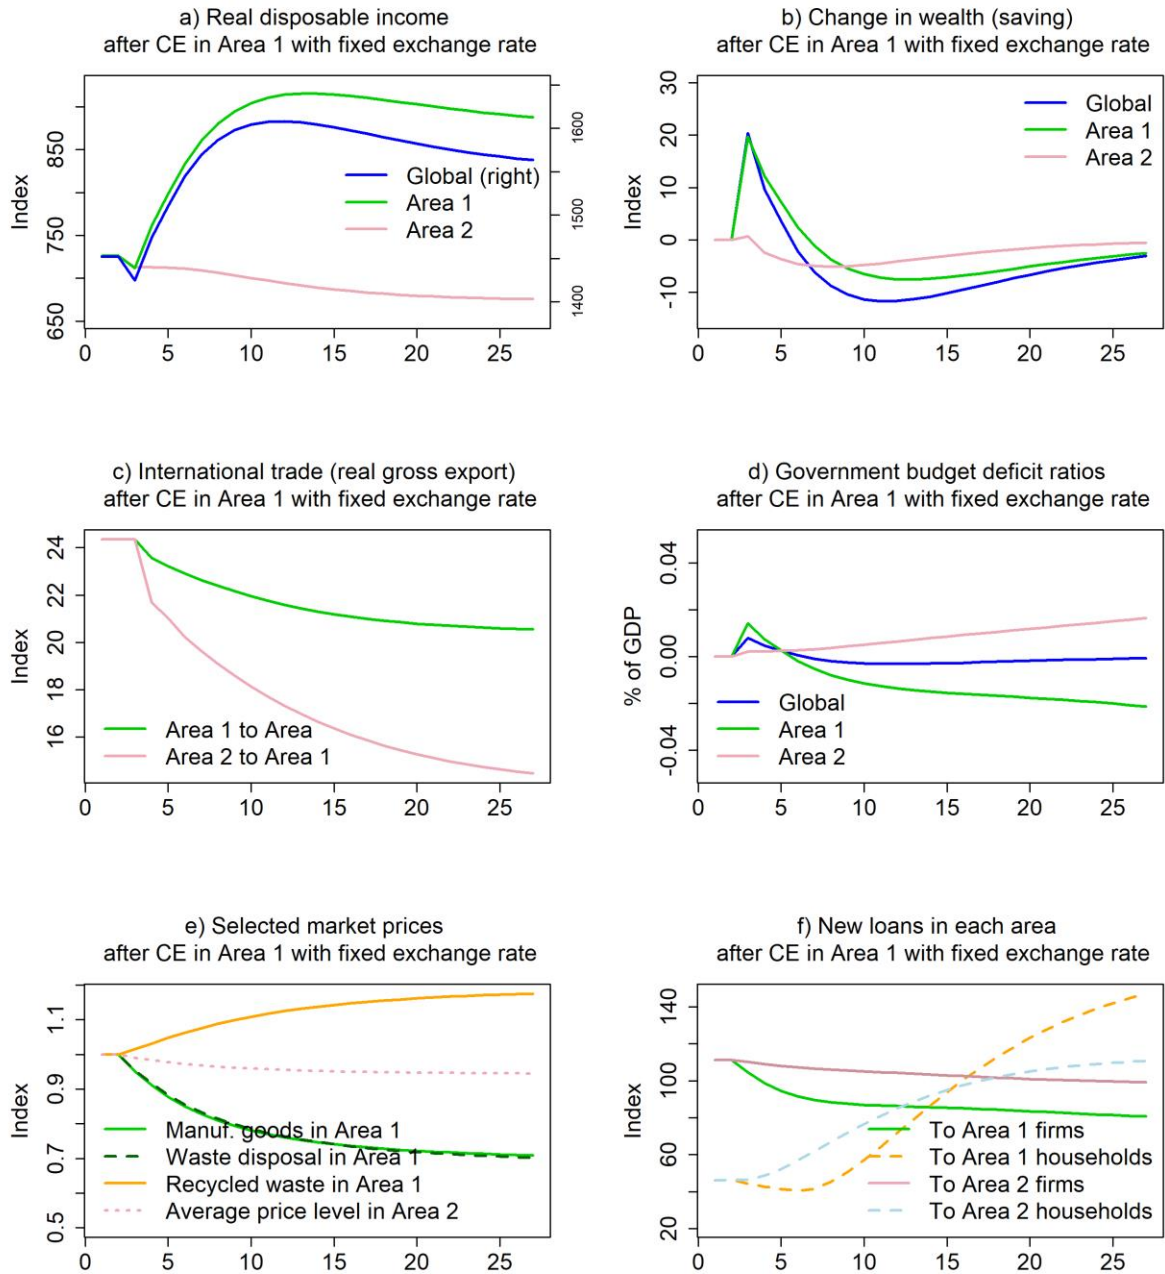 a) Real disposable income
after CE in Area 1 with fixed exchange rate
Index
850
750
650
1600
1500
1400
Global (right)
Area 1
Area 2
0 5 10 15 20 25
b) Change in wealth (saving)
after CE in Area 1 with fixed exchange rate
Index
30
20
10
0
-10
Global
Area 1
Area 2
0 5 10 15 20 25
c) International trade (real gross export)
after CE in Area 1 with fixed exchange rate
Index
24
22
20
18
16
Area 1 to Area
Area 2 to Area 1
0 5 10 15 20 25
d) Government budget deficit ratios
after CE in Area 1 with fixed exchange rate
% of GDP
0.04
0.00
-0.04
Global
Area 1
Area 2
0 5 10 15 20 25
e) Selected market prices
after CE in Area 1 with fixed exchange rate
Index
1.1
0.9
0.7
0.5
Manuf. goods in Area 1
Waste disposal in Area 1
Recycled waste in Area 1
Average price level in Area 2
0 5 10 15 20 25
f) New loans in each area
after CE in Area 1 with fixed exchange rate
Index
140
100
60
20
To Area 1 firms
To Area 1 households
To Area 2 firms
To Area 2 households
0 5 10 15 20 25